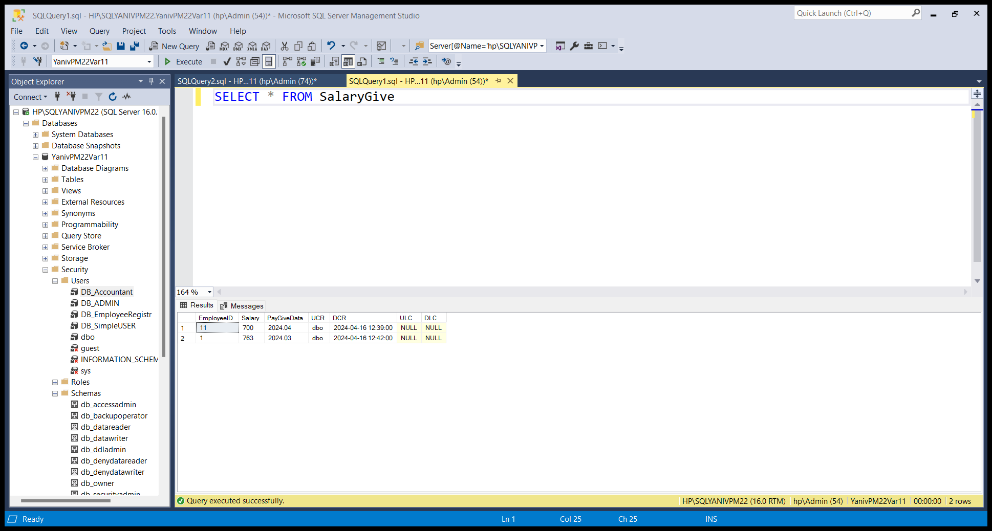 SQLQuery1.sql - HP\SQLYANIVPM22.YanivPM22Var11 (hp\Admin (54))* - Microsoft SQL Server Management Studio
Quick Launch (Ctrl+Q)
File Edit View Query Project Tools Window Help
New Query
Server[@Name='hp\SQLYANIVP
YanivPM22Var11
Execute
Object Explorer
SQLQuery2.sql - HP...11 (hp\Admin (74))*
SQLQuery1.sql - HP...11 (hp\Admin (54))*
Connect
SELECT * FROM SalaryGive
HP\SQLYANIVPM22 (SQL Server 16.0.
Databases
System Databases
Database Snapshots
YanivPM22Var11
Database Diagrams
Tables
Views
External Resources
Synonyms
Programmability
Query Store
Service Broker
Storage
Security
Users
DB_Accountant
DB_ADMIN
DB_EmployeeRegistr
DB_SimpleUSER
dbo
guest
INFORMATION_SCHEM
sys
Roles
Schemas
db_accessadmin
db_backupoperator
db_datareader
db_datawriter
db_ddladmin
db_denydatareader
db_denydatawriter
db_owner
db_securityadmin
164 %
Results Messages
EmployeeID Salary PayGiveData UCR DCR ULC DLC
1 11 700 2024.04 dbo 2024-04-16 12:39:00 NULL NULL
2 1 763 2024.03 dbo 2024-04-16 12:42:00 NULL NULL
Query executed successfully.
HP\SQLYANIVPM22 (16.0 RTM) hp\Admin (54) YanivPM22Var11 00:00:00 2 rows
Ready Ln 1 Col 25 Ch 25 INS